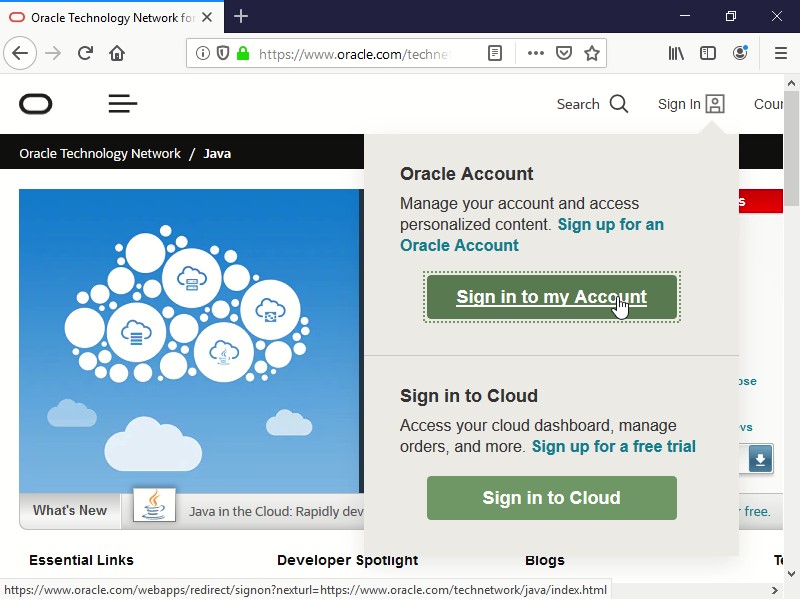 Oracle Technology Network for
https://www.oracle.com/techne
Search
Sign In
Cour
Oracle Technology Network / Java
Oracle Account
Manage your account and access
personalized content. Sign up for an
Oracle Account
Sign in to my Account
s
Sign in to Cloud
Access your cloud dashboard, manage
orders, and more. Sign up for a free trial
Sign in to Cloud
ose
What's New
Java in the Cloud: Rapidly dev
free.
Essential Links
Developer Spotlight
Blogs
https://www.oracle.com/webapps/redirect/signon?nexturl=https://www.oracle.com/technetwork/java/index.html